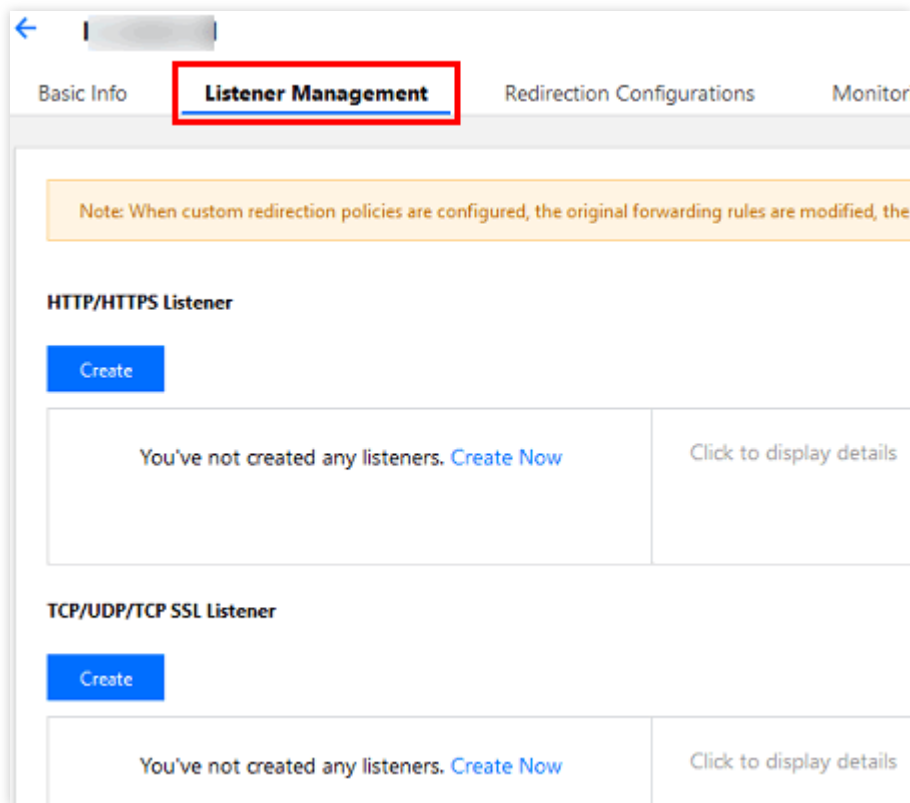 Basic Info Listener Management Redirection Configurations Monitor
Note: When custom redirection policies are configured, the original forwarding rules are modified, the
HTTP/HTTPS Listener
Create
You've not created any listeners. Create Now Click to display details
TCP/UDP/TCP SSL Listener
Create
You've not created any listeners. Create Now Click to display details